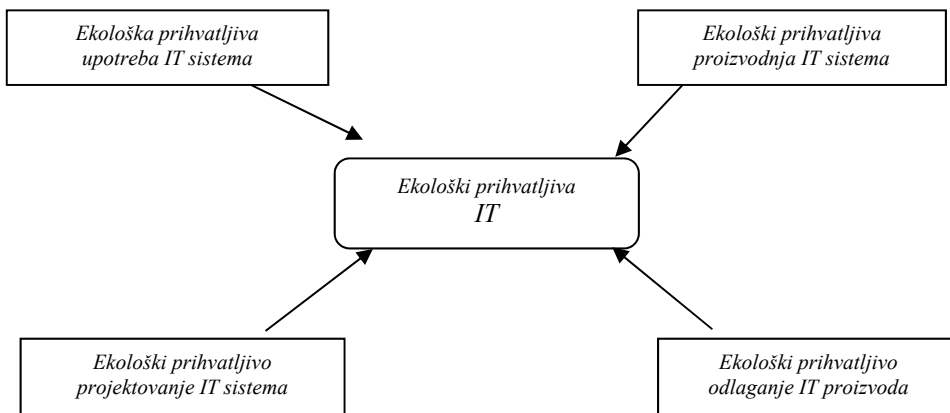 Ekološka prihvatljiva
upotreba IT sistema
Ekološki prihvatljiva
proizvodnja IT sistema
Ekološki prihvatljiva
IT
Ekološki prihvatljivo
projektovanje IT sistema
Ekološki prihvatljivo
odlaganje IT proizvoda